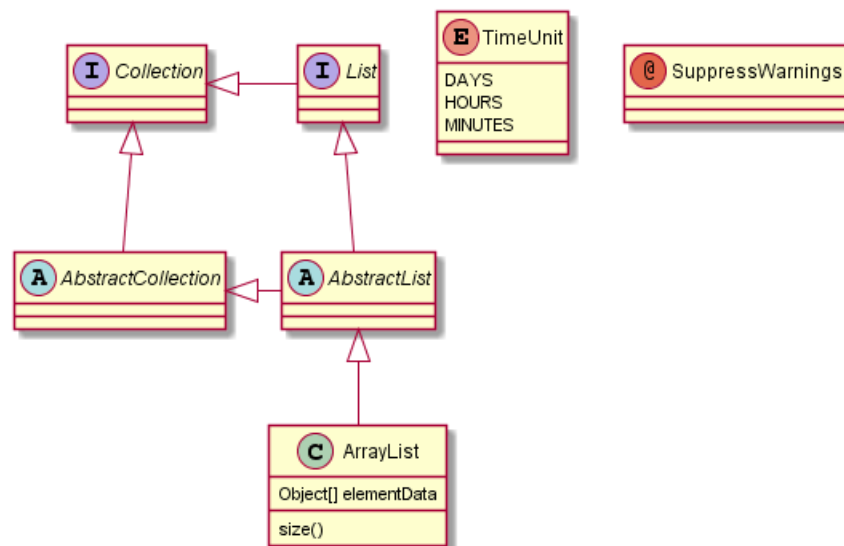 I Collection
I List
E TimeUnit
DAYS
HOURS
MINUTES
@ SuppressWarnings
A AbstractCollection
A AbstractList
C ArrayList
Object[] elementData
size()